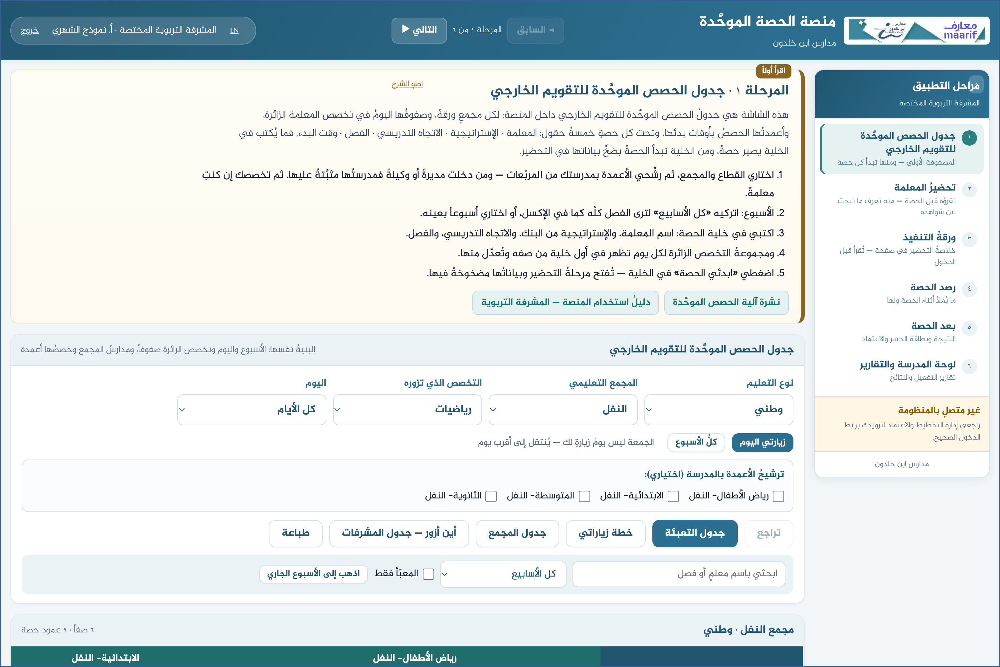 معارف
maarif
مدارس
ابن خلدون
منصة الحصة الموحَّدة
مدارس ابن خلدون
◄ السابق
المرحلة ١ من ٦
التالي ▶
EN
المشرفة التربوية المختصة · أ. نموذج الشهري
خروج
مراحل التطبيق
المشرفة التربوية المختصة
١
جدول الحصص الموحَّدة
للتقويم الخارجي
المصفوفة الأولى — ومنها تبدأ كل حصة
٢
تحضيرُ المعلمة
تقرؤه قبل الحصة — منه تعرف ما تبحث
عن شواهده
٣
ورقةُ التنفيذ
خلاصةُ التحضير في صفحة — تُقرأ قبل
الدخول
٤
رصد الحصة
ما يُملأ أثناء الحصة ولها
٥
بعد الحصة
النتيجة وبطاقة الجسر والاعتماد
٦
لوحة المدرسة والتقارير
تقارير التفعيل والنتائج
غير متصلٍ بالمنظومة
راجعي إدارة التخطيط والاعتماد لتزويدك برابط
الدخول الصحيح.
مدارس ابن خلدون
اقرأ أولاً
المرحلة ١ · جدول الحصص الموحَّدة للتقويم الخارجي
اطوِ الشرح
هذه الشاشة هي جدولُ الحصص الموحَّدة للتقويم الخارجي داخل المنصة: لكل مجمعٍ ورقةٌ، وصفوفُها اليومُ في تخصص المعلمة الزائرة،
وأعمدتُها الحصصُ بأوقات بدئها، وتحت كل حصةٍ خمسةُ حقول: المعلمة · الإستراتيجية · الاتجاه التدريسي · الفصل · وقت البدء. فما يُكتب في
الخلية يصير حصةً، ومن الخلية تبدأ الحصةُ بضخِّ بياناتها في التحضير.
1. اختاري القطاع والمجمع، ثم رشِّحي الأعمدة بمدرستك من المربّعات — ومن دخلت مديرةً أو وكيلةً فمدرستُها مثبَّتةٌ عليها. ثم تخصصك إن كنتِ
معلمةً.
2. الأسبوع: اتركيه «كل الأسابيع» لترى الفصل كلَّه كما في الإكسل، أو اختاري أسبوعاً بعينه.
3. اكتبي في خلية الحصة: اسم المعلمة، والإستراتيجية من البنك، والاتجاه التدريسي، والفصل.
4. ومجموعةُ التخصص الزائرة لكل يوم تظهر في أول خلية من صفه وتُعدَّل منها.
5. اضغطي «ابدئي الحصة» في الخلية — تُفتح مرحلةُ التحضير وبياناتُها مضخوخةٌ فيها.
نشرة آلية الحصص الموحَّدة
دليلُ استخدام المنصة — المشرفة التربوية
جدول الحصص الموحَّدة للتقويم الخارجي
البنيةُ نفسها: الأسبوع واليوم وتخصص الزائرة صفوفاً، ومدارسُ المجمع وحصصُها أعمدة
نوع التعليم
المجمع التعليمي
التخصص الذي تزوره
اليوم
وطني
النفل
رياضيات
كل الأيام
زيارتي اليوم
كلُّ الأسبوع
الجمعة ليس يومَ زيارةٍ لك — يُنتقل إلى أقرب يوم
ترشيحُ الأعمدة بالمدرسة (اختياري):
رياض الأطفال- النفل
الابتدائية- النفل
المتوسطة- النفل
الثانوية- النفل
تراجع
جدول التعبئة
خطة زياراتي
جدول المجمع
أين أزور — جدول المشرفات
طباعة
ابحثي باسم معلمٍ أو فصل
كل الأسابيع
المعبّأ فقط
اذهب إلى الأسبوع الجاري
مجمع النفل · وطني
٦ صفاً · ٩ عمود حصة
رياض الأطفال- النفل
الابتدائية- النفل